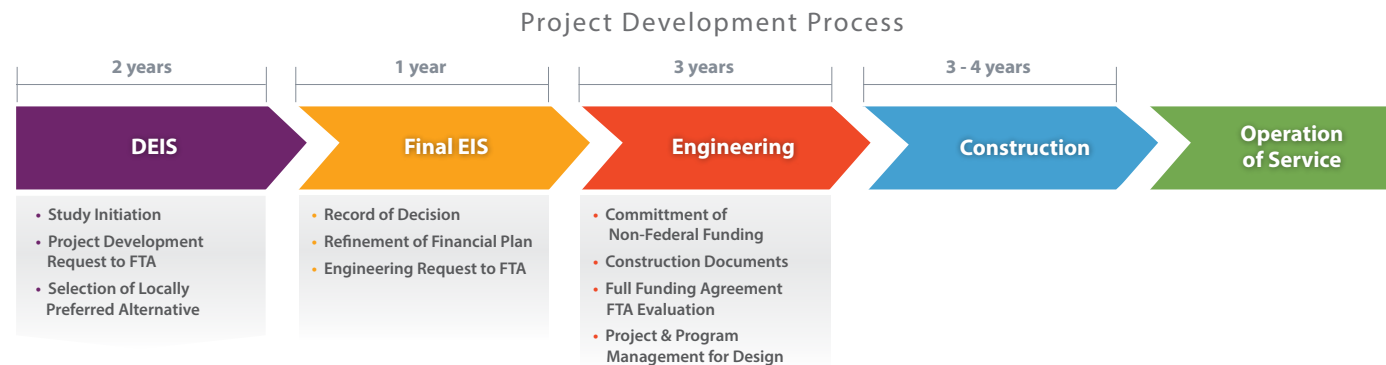 Project Development Process
2 years
1 year
3 years
3 - 4 years
DEIS
Final EIS
Engineering
Construction
Operation
of Service
• Study Initiation
• Project Development
Request to FTA
• Selection of Locally
Preferred Alternative
• Record of Decision
• Refinement of Financial Plan
• Engineering Request to FTA
• Committment of
Non-Federal Funding
• Construction Documents
• Full Funding Agreement
FTA Evaluation
• Project & Program
Management for Design